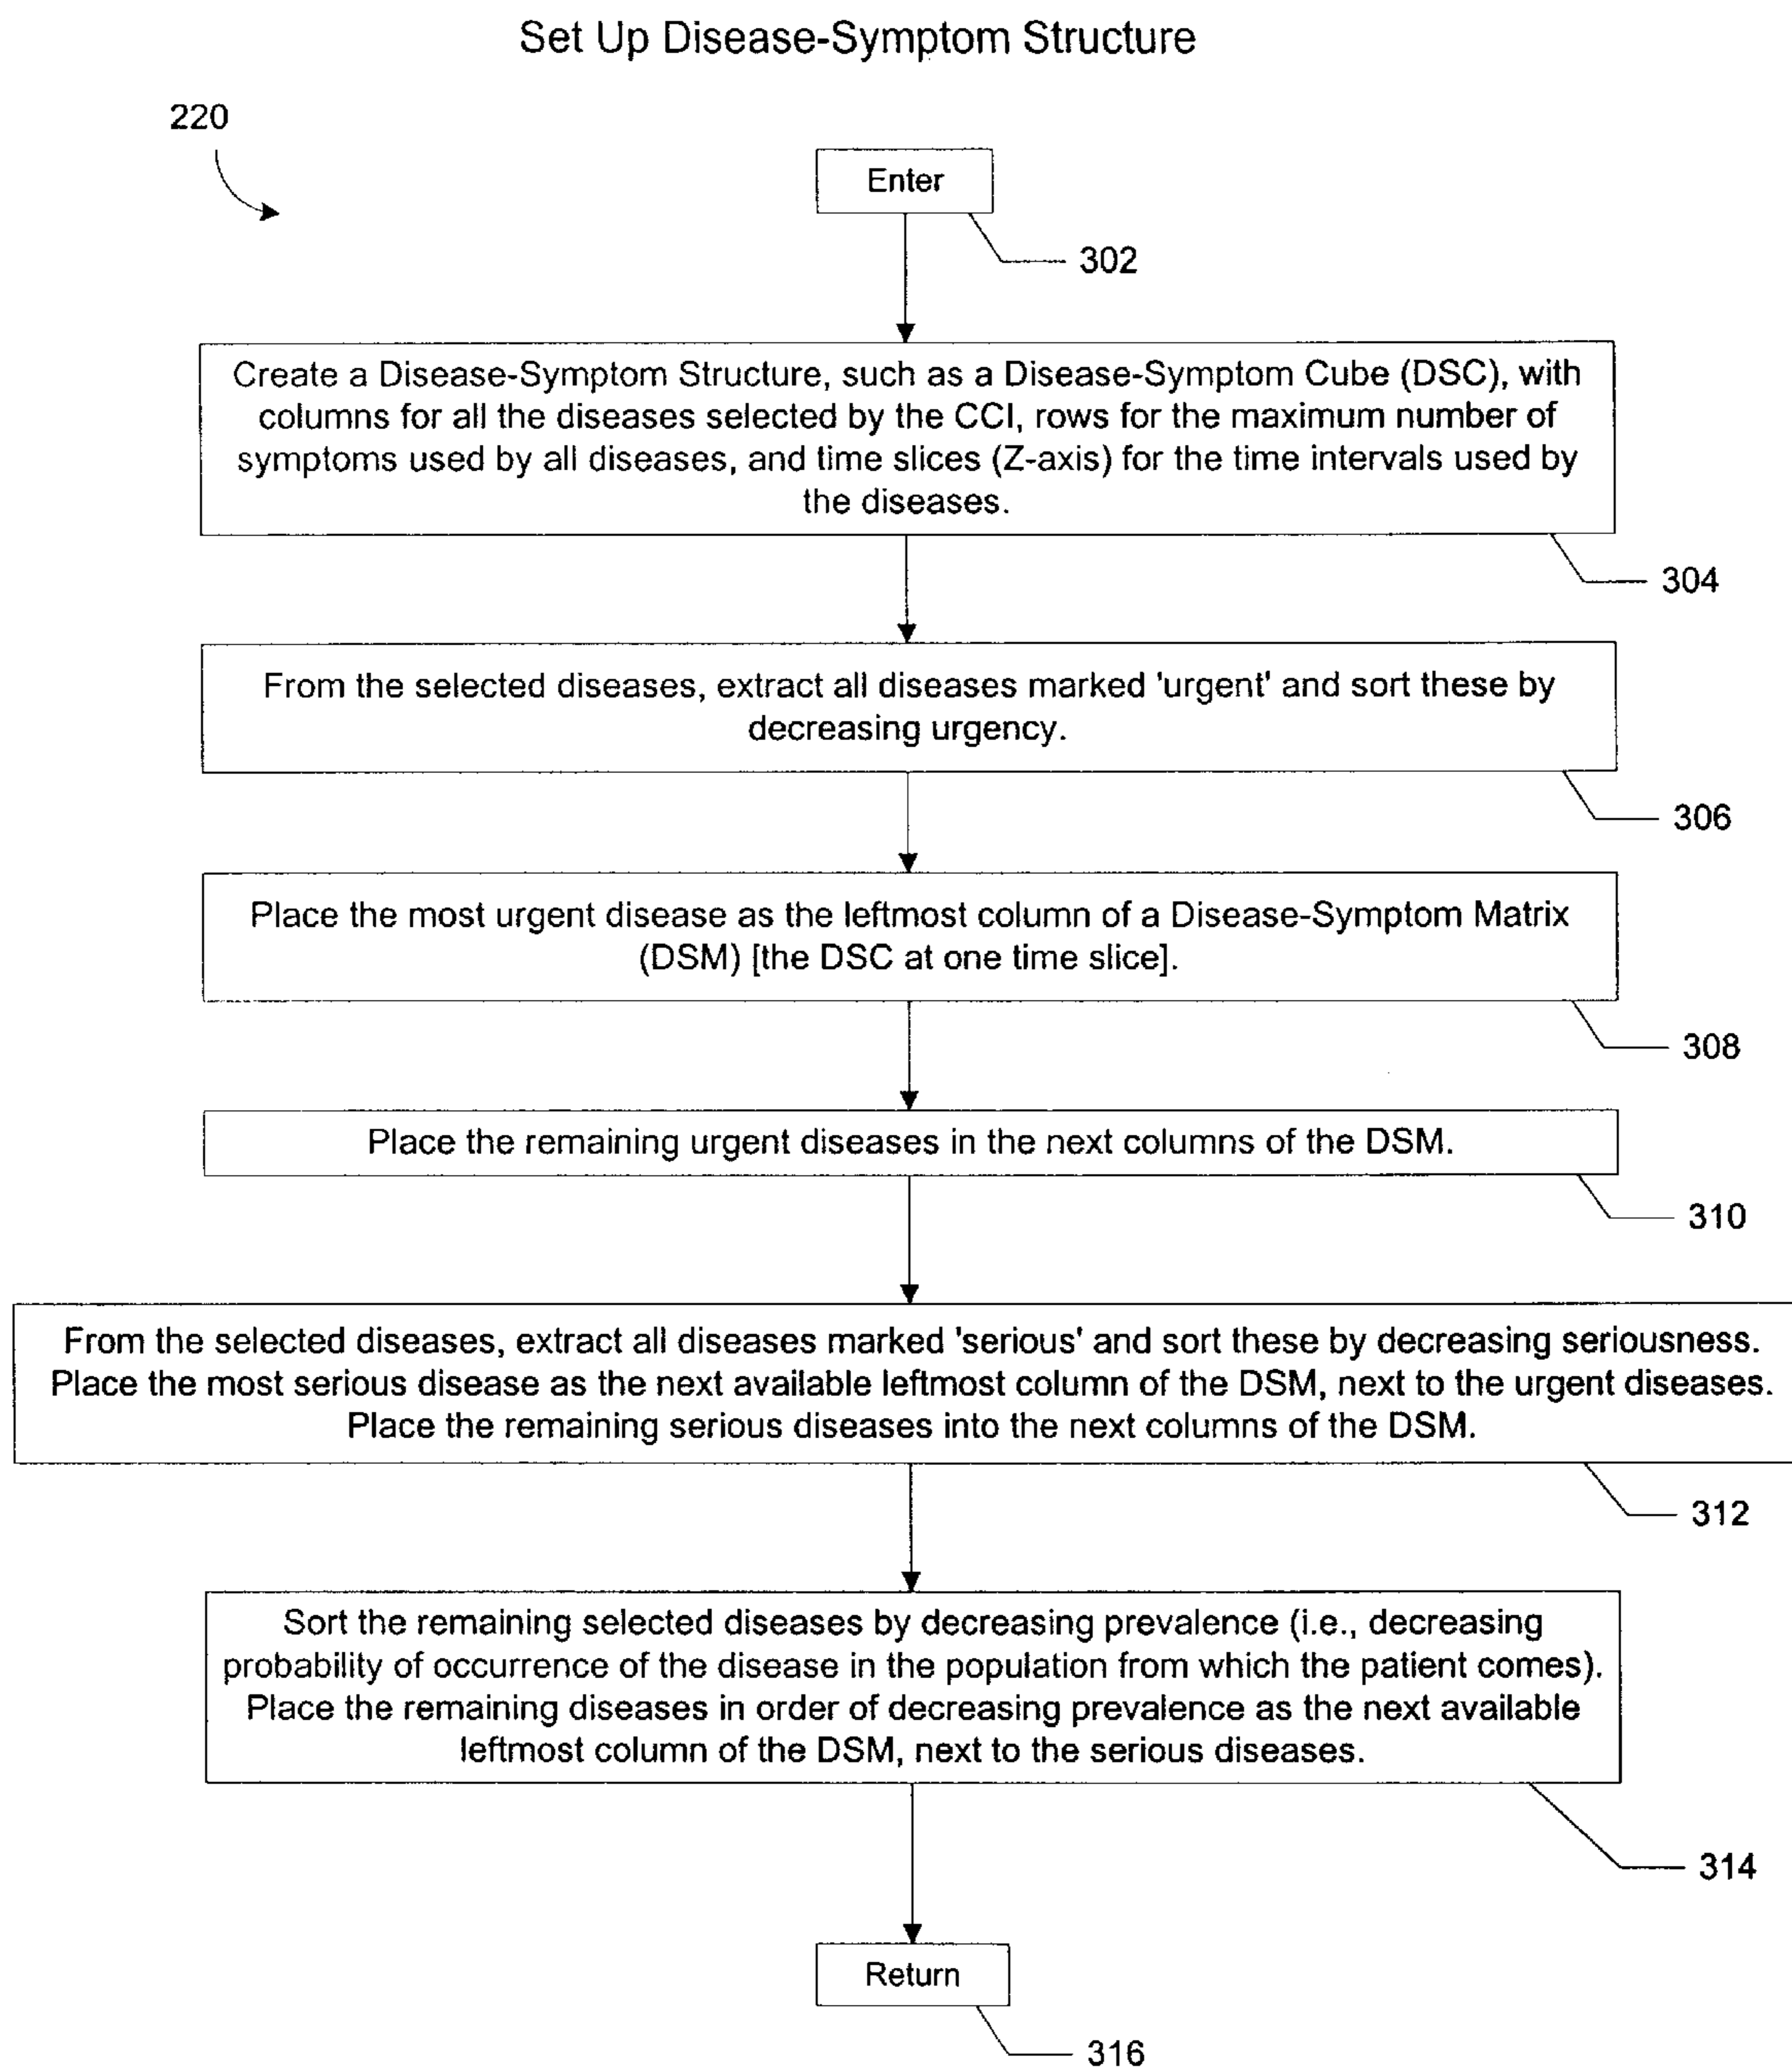 Set Up Disease-Symptom Structure
220
Enter
302
Create a Disease-Symptom Structure, such as a Disease-Symptom Cube (DSC), with
columns for all the diseases selected by the CCI, rows for the maximum number of
symptoms used by all diseases, and time slices (Z-axis) for the time intervals used by
the diseases.
304
From the selected diseases, extract all diseases marked 'urgent' and sort these by
decreasing urgency.
306
Place the most urgent disease as the leftmost column of a Disease-Symptom Matrix
(DSM) [the DSC at one time slice].
308
Place the remaining urgent diseases in the next columns of the DSM.
310
From the selected diseases, extract all diseases marked 'serious' and sort these by decreasing seriousness.
Place the most serious disease as the next available leftmost column of the DSM, next to the urgent diseases.
Place the remaining serious diseases into the next columns of the DSM.
312
Sort the remaining selected diseases by decreasing prevalence (i.e., decreasing
probability of occurrence of the disease in the population from which the patient comes).
Place the remaining diseases in order of decreasing prevalence as the next available
leftmost column of the DSM, next to the serious diseases.
314
Return
316